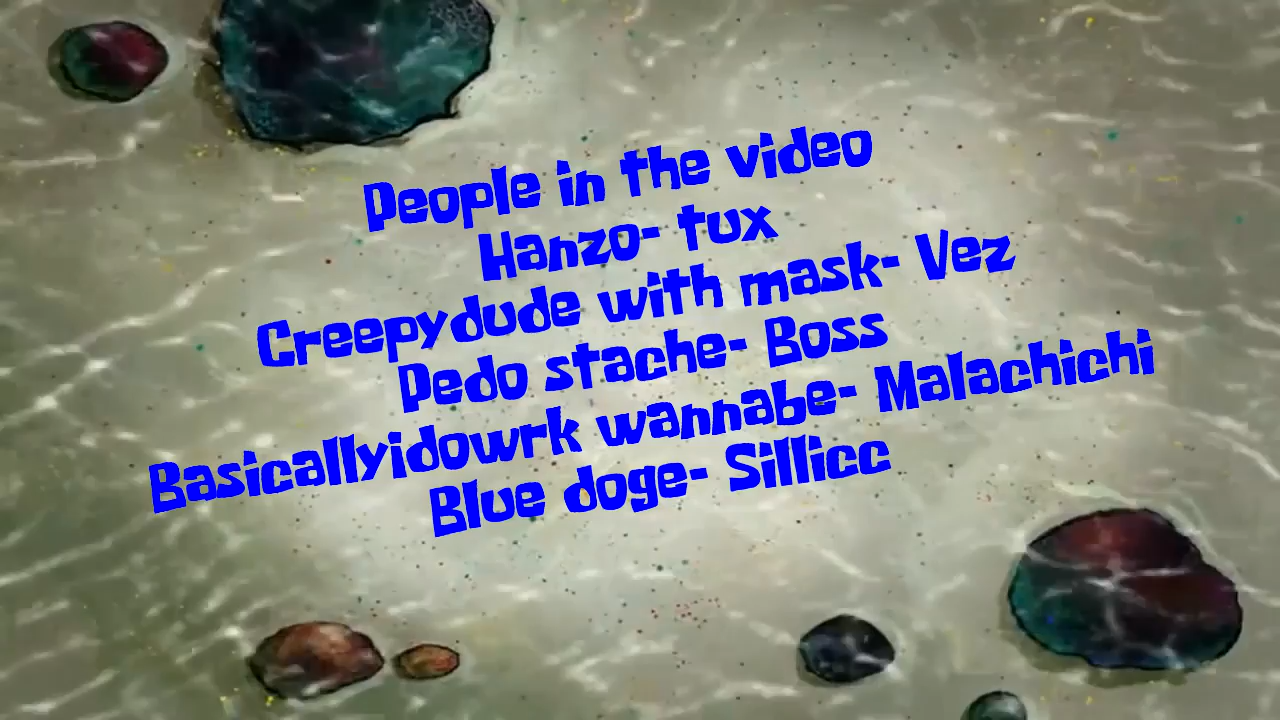 People in the video
Hanzo- tux
Creepydude with mask- Vez
Pedo stache- Boss
Basicallyidowrk wannabe- Malachichi
Blue doge- Sillicc